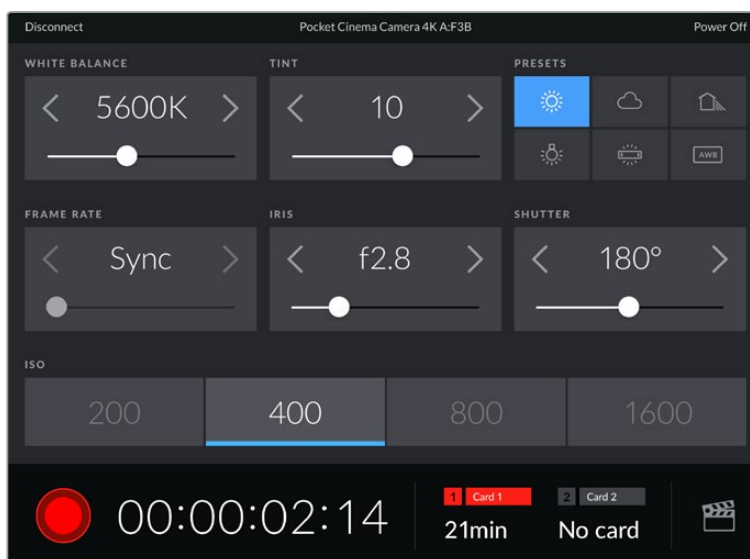 Disconnect
Pocket Cinema Camera 4K A:F3B
Power Off
WHITE BALANCE
TINT
PRESETS
5600K
10
AWB
FRAME RATE
IRIS
SHUTTER
Sync
f2.8
180°
ISO
200
400
800
1600
00:00:02:14
1 Card 1
21min
2 Card 2
No card